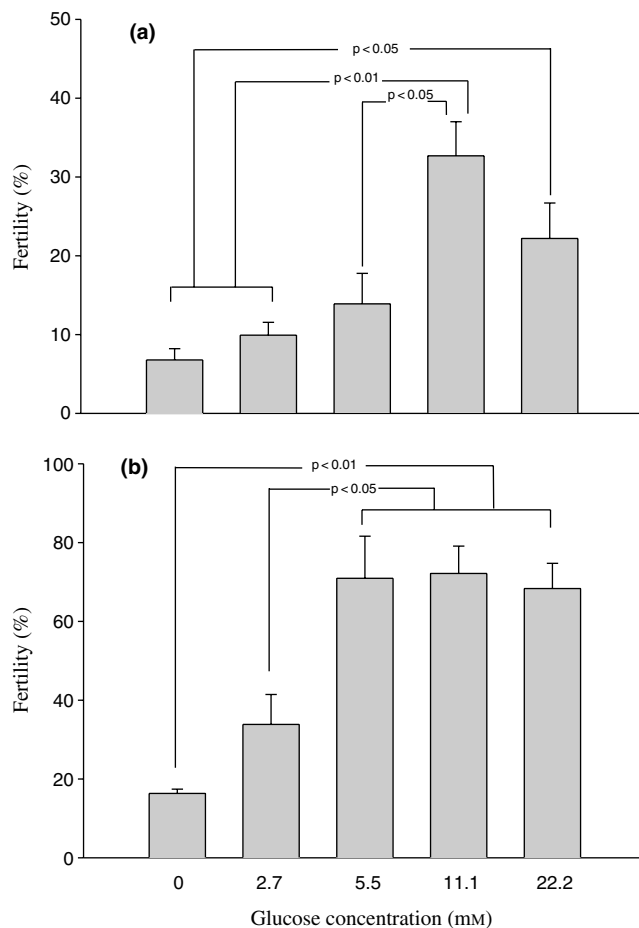 (a)
50
40
30
20
10
0
Fertility (%)
p < 0.05
p < 0.01
p < 0.05
(b)
100
80
60
40
20
0
Fertility (%)
p < 0.01
p < 0.05
0 2.7 5.5 11.1 22.2
Glucose concentration (mM)